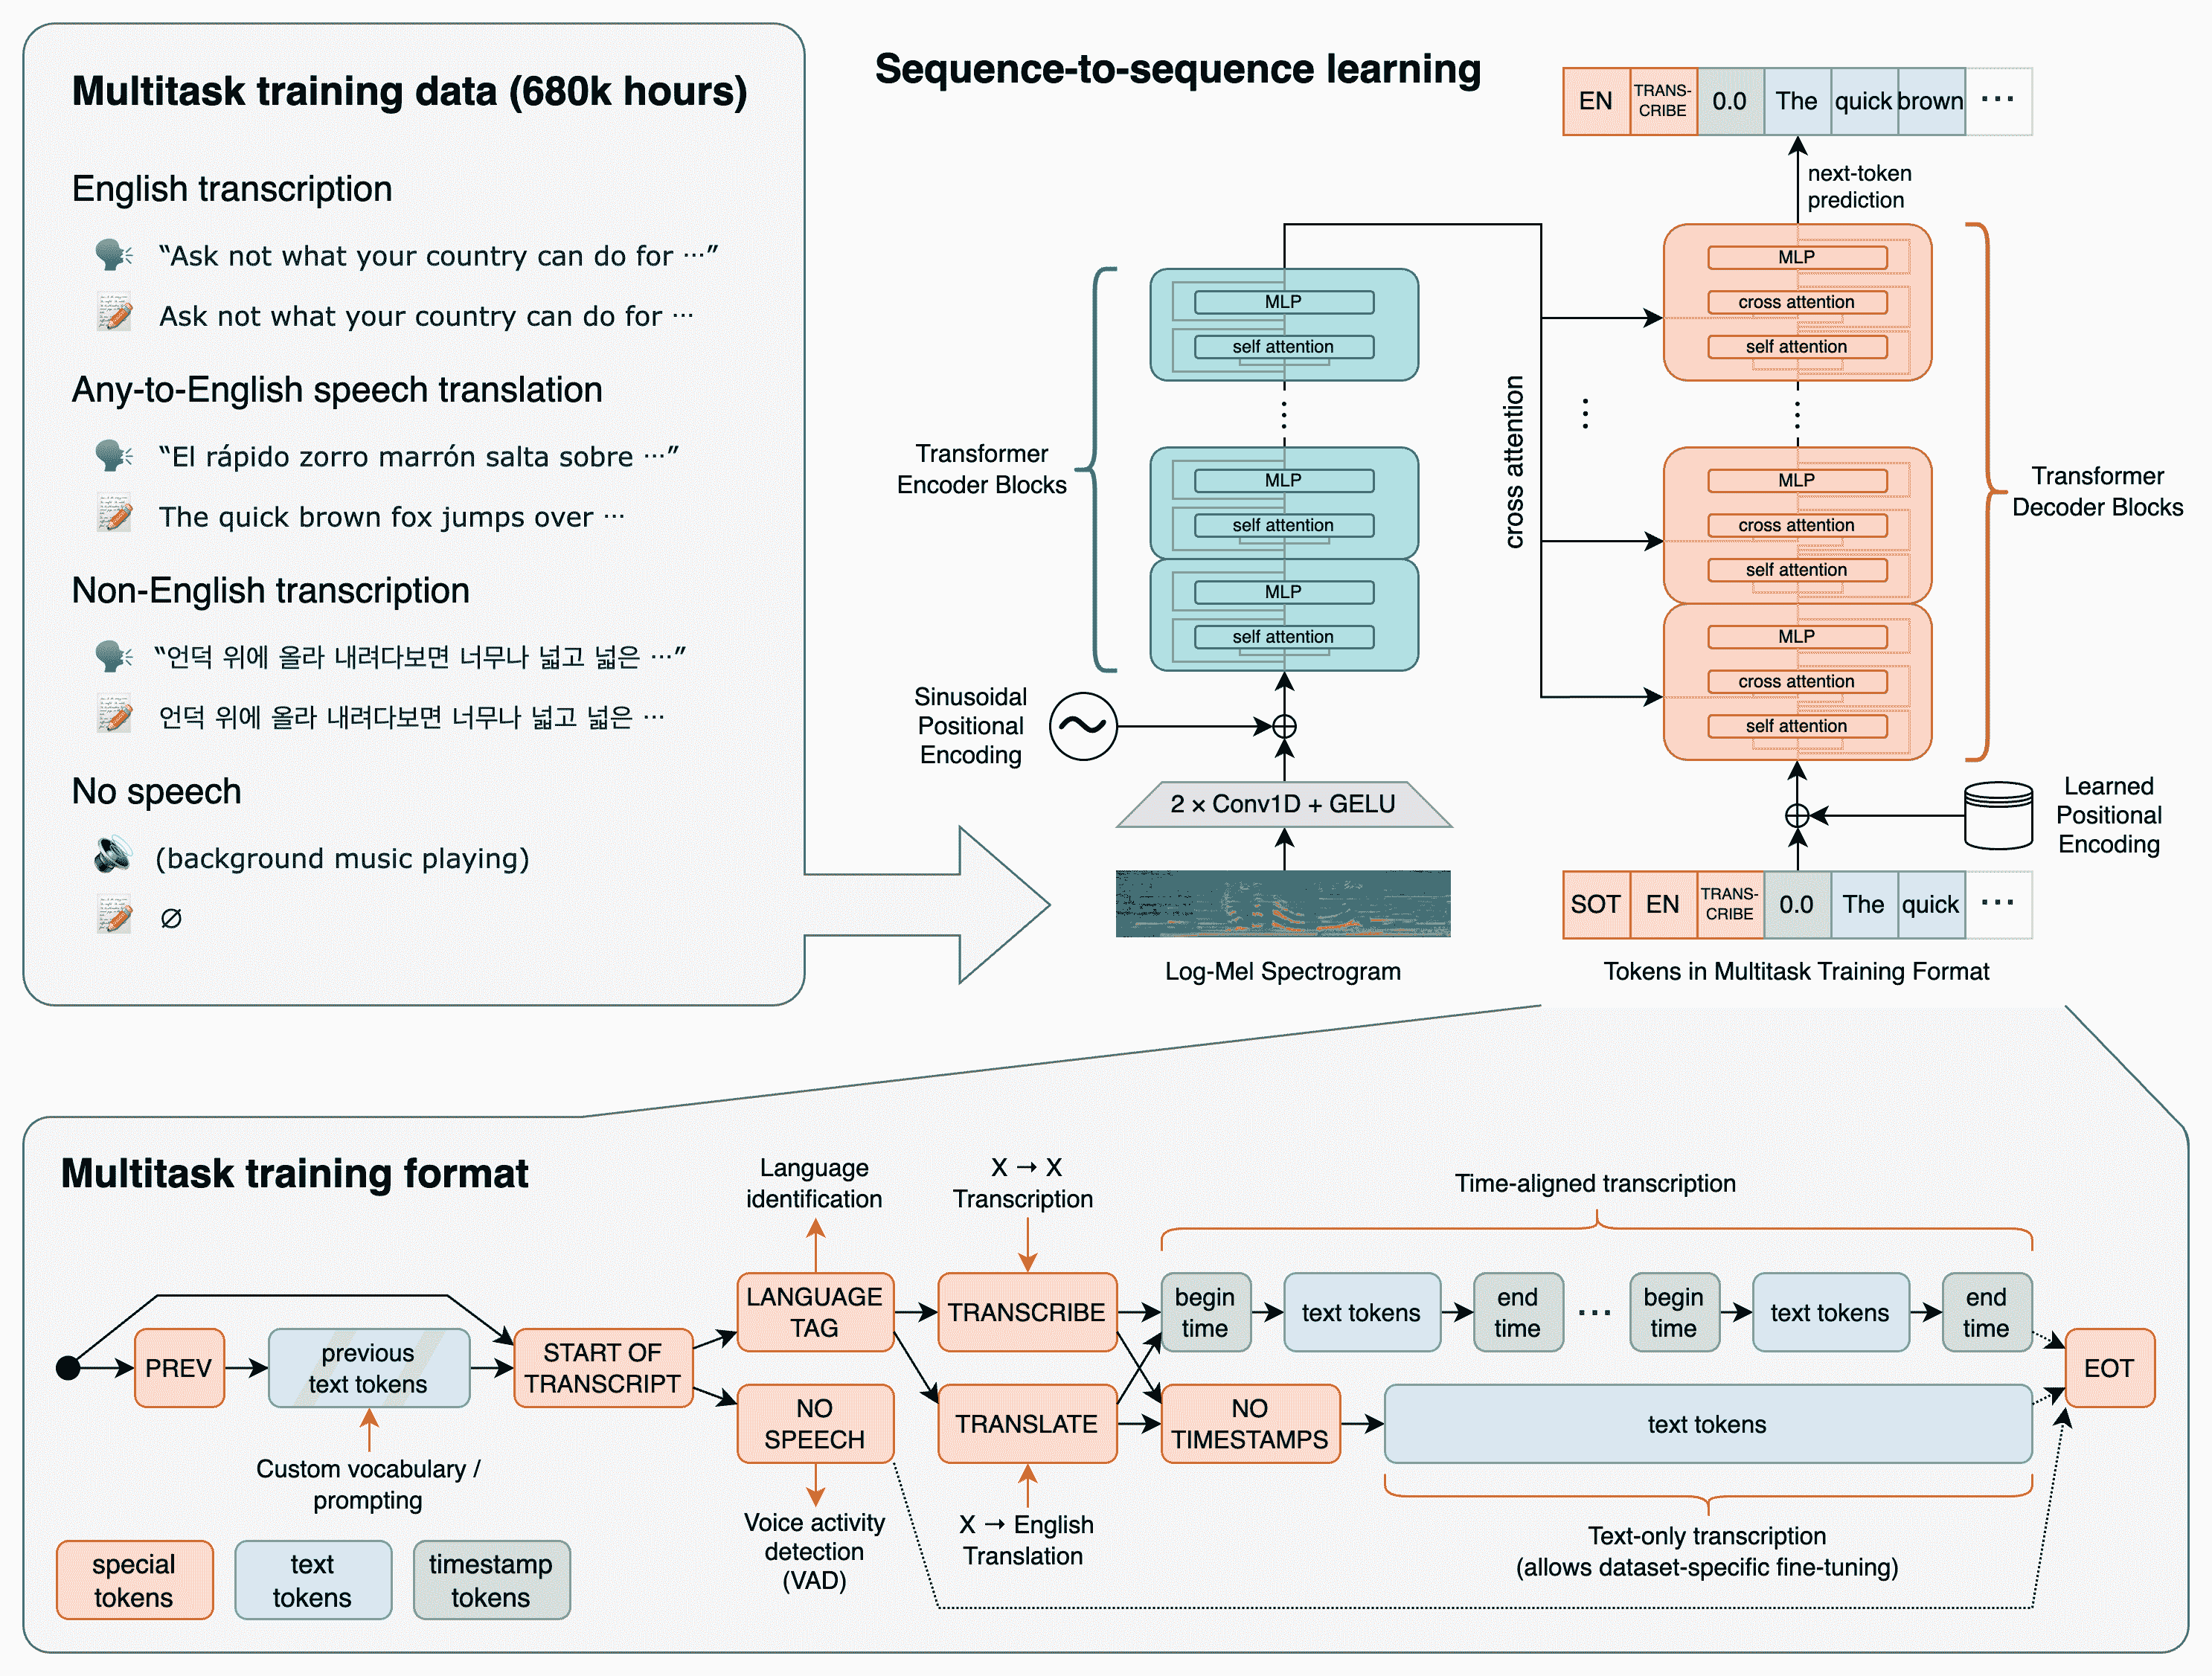 Multitask training data (680k hours)
English transcription
“Ask not what your country can do for ⋯”
Ask not what your country can do for ⋯
Any-to-English speech translation
“El rápido zorro marrón salta sobre ⋯”
The quick brown fox jumps over ⋯
Non-English transcription
“언덕 위에 올라 내려다보면 너무나 넓고 넓은 ⋯”
언덕 위에 올라 내려다보면 너무나 넓고 넓은 ⋯
No speech
(background music playing)
∅
Sequence-to-sequence learning
EN TRANS-CRIBE 0.0 The quick brown ⋯
next-token
prediction
MLP
self attention
MLP
self attention
MLP
self attention
Transformer
Encoder Blocks
cross attention
MLP
cross attention
self attention
MLP
cross attention
self attention
MLP
cross attention
self attention
Transformer
Decoder Blocks
Sinusoidal
Positional
Encoding
2 × Conv1D + GELU
Log-Mel Spectrogram
Learned
Positional
Encoding
SOT EN TRANS-CRIBE 0.0 The quick ⋯
Tokens in Multitask Training Format
Multitask training format
Language
identification
X → X
Transcription
Time-aligned transcription
PREV
previous
text tokens
START OF
TRANSCRIPT
LANGUAGE
TAG
NO
SPEECH
TRANSCRIBE
TRANSLATE
begin
time
text tokens
end
time
⋯
begin
time
text tokens
end
time
NO
TIMESTAMPS
text tokens
EOT
Custom vocabulary /
prompting
Voice activity
detection
(VAD)
X → English
Translation
Text-only transcription
(allows dataset-specific fine-tuning)
special
tokens
text
tokens
timestamp
tokens